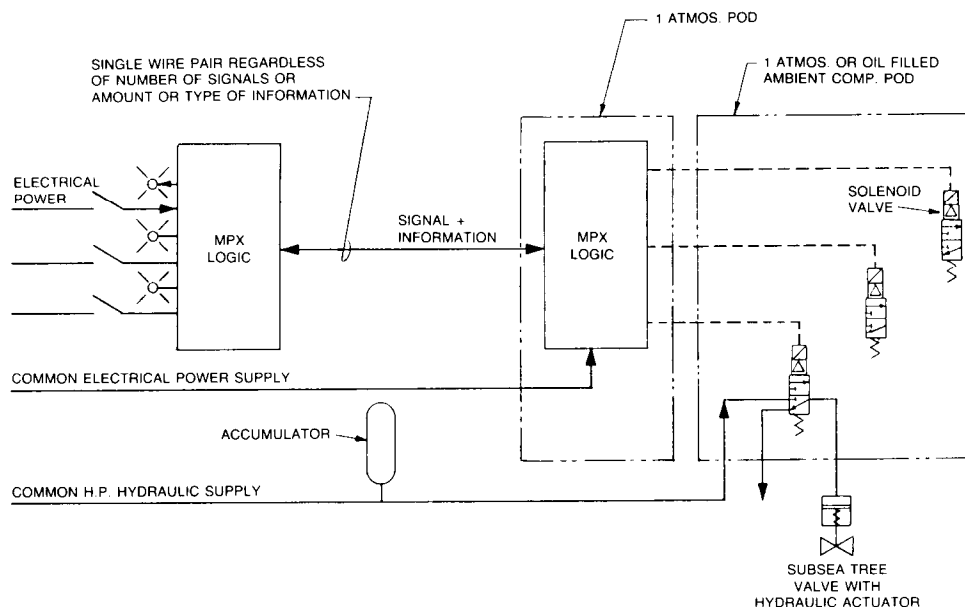 1 ATMOS. POD
SINGLE WIRE PAIR REGARDLESS
OF NUMBER OF SIGNALS OR
AMOUNT OR TYPE OF INFORMATION
1 ATMOS. OR OIL FILLED
AMBIENT COMP. POD
ELECTRICAL
POWER
MPX
LOGIC
SIGNAL +
INFORMATION
MPX
LOGIC
SOLENOID
VALVE
COMMON ELECTRICAL POWER SUPPLY
ACCUMULATOR
COMMON H.P. HYDRAULIC SUPPLY
SUBSEA TREE
VALVE WITH
HYDRAULIC ACTUATOR